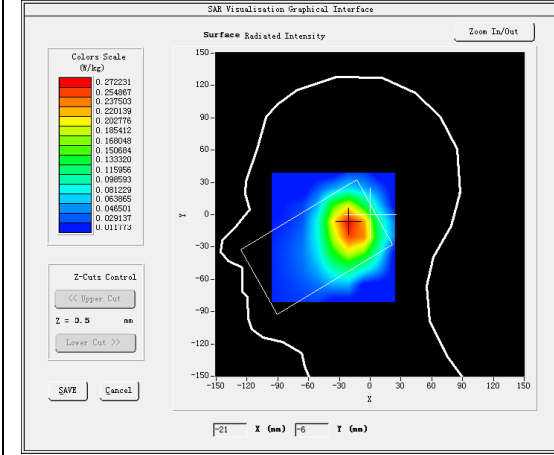 SAR Visualisation Graphical Interface
Surface Radiated Intensity
Zoom In/Out
Colors Scale
(W/kg)
0.272231
0.254867
0.237503
0.220139
0.202776
0.185412
0.168048
0.150684
0.133320
0.115956
0.098593
0.081229
0.063865
0.046501
0.029137
0.011773
150
120
90
60
30
0
-30
-60
-90
-120
-150
Y
-150 -120 -90 -60 -30 0 30 60 90 120 150
X
Z-Cuts Control
<< Upper Cut
Z = 0.5 mm
Lower Cut >>
SAVE Cancel
-21 X (mm) -6 Y (mm)